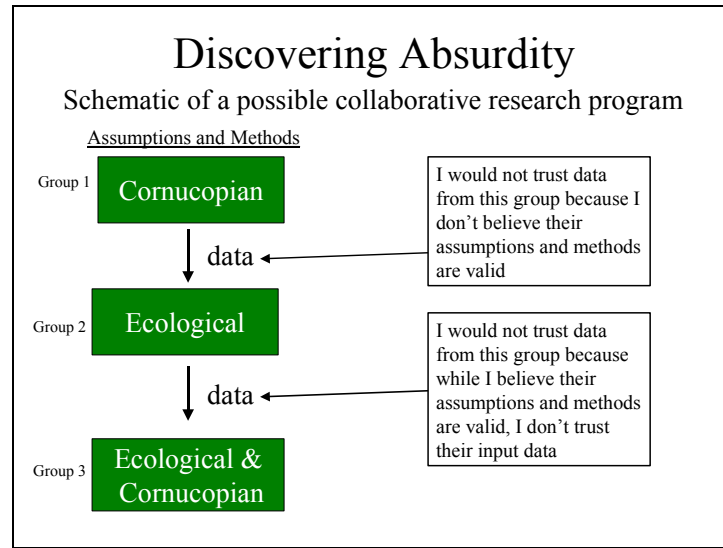 Discovering Absurdity
Schematic of a possible collaborative research program
Assumptions and Methods
Group 1
Cornucopian
data
I would not trust data
from this group because I
don’t believe their
assumptions and methods
are valid
Group 2
Ecological
data
I would not trust data
from this group because
while I believe their
assumptions and methods
are valid, I don’t trust
their input data
Group 3
Ecological &
Cornucopian